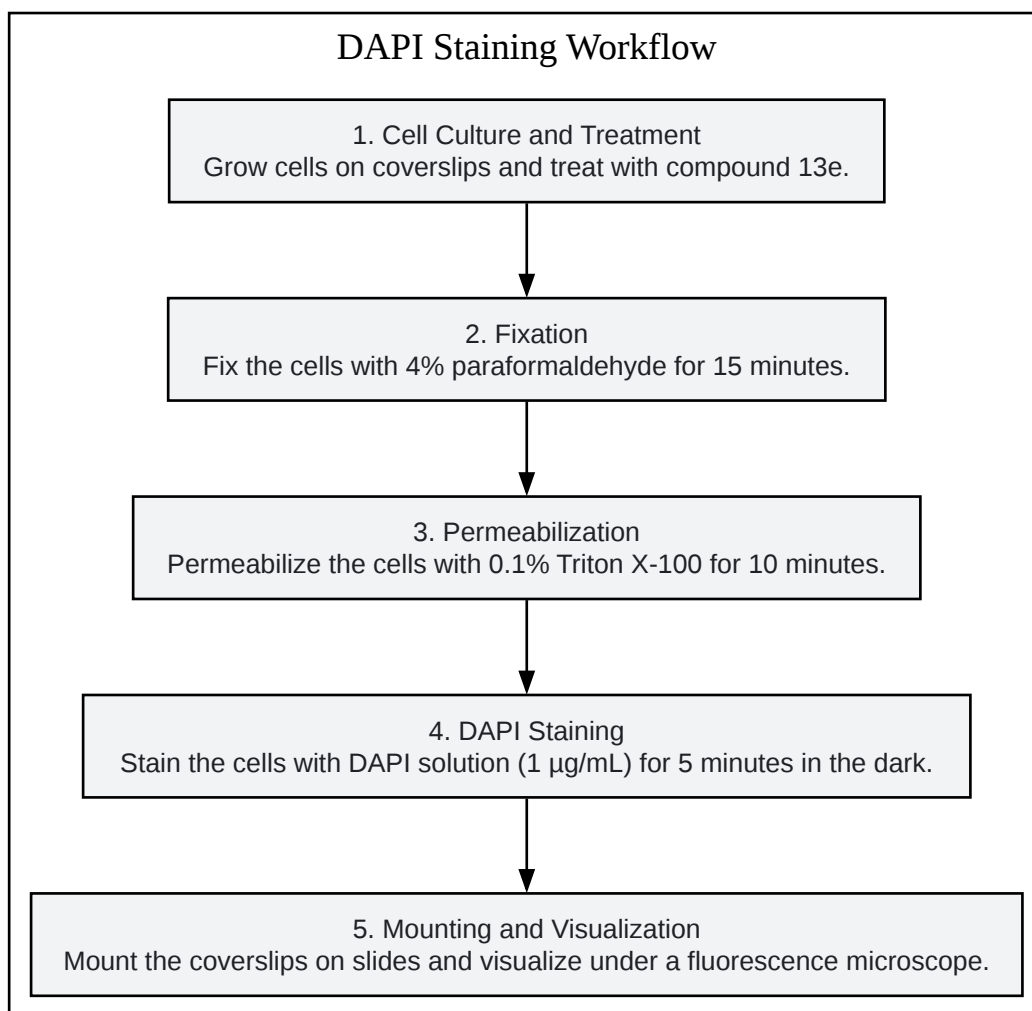 DAPI Staining Workflow
1. Cell Culture and Treatment
Grow cells on coverslips and treat with compound 13e.
2. Fixation
Fix the cells with 4% paraformaldehyde for 15 minutes.
3. Permeabilization
Permeabilize the cells with 0.1% Triton X-100 for 10 minutes.
4. DAPI Staining
Stain the cells with DAPI solution (1 µg/mL) for 5 minutes in the dark.
5. Mounting and Visualization
Mount the coverslips on slides and visualize under a fluorescence microscope.